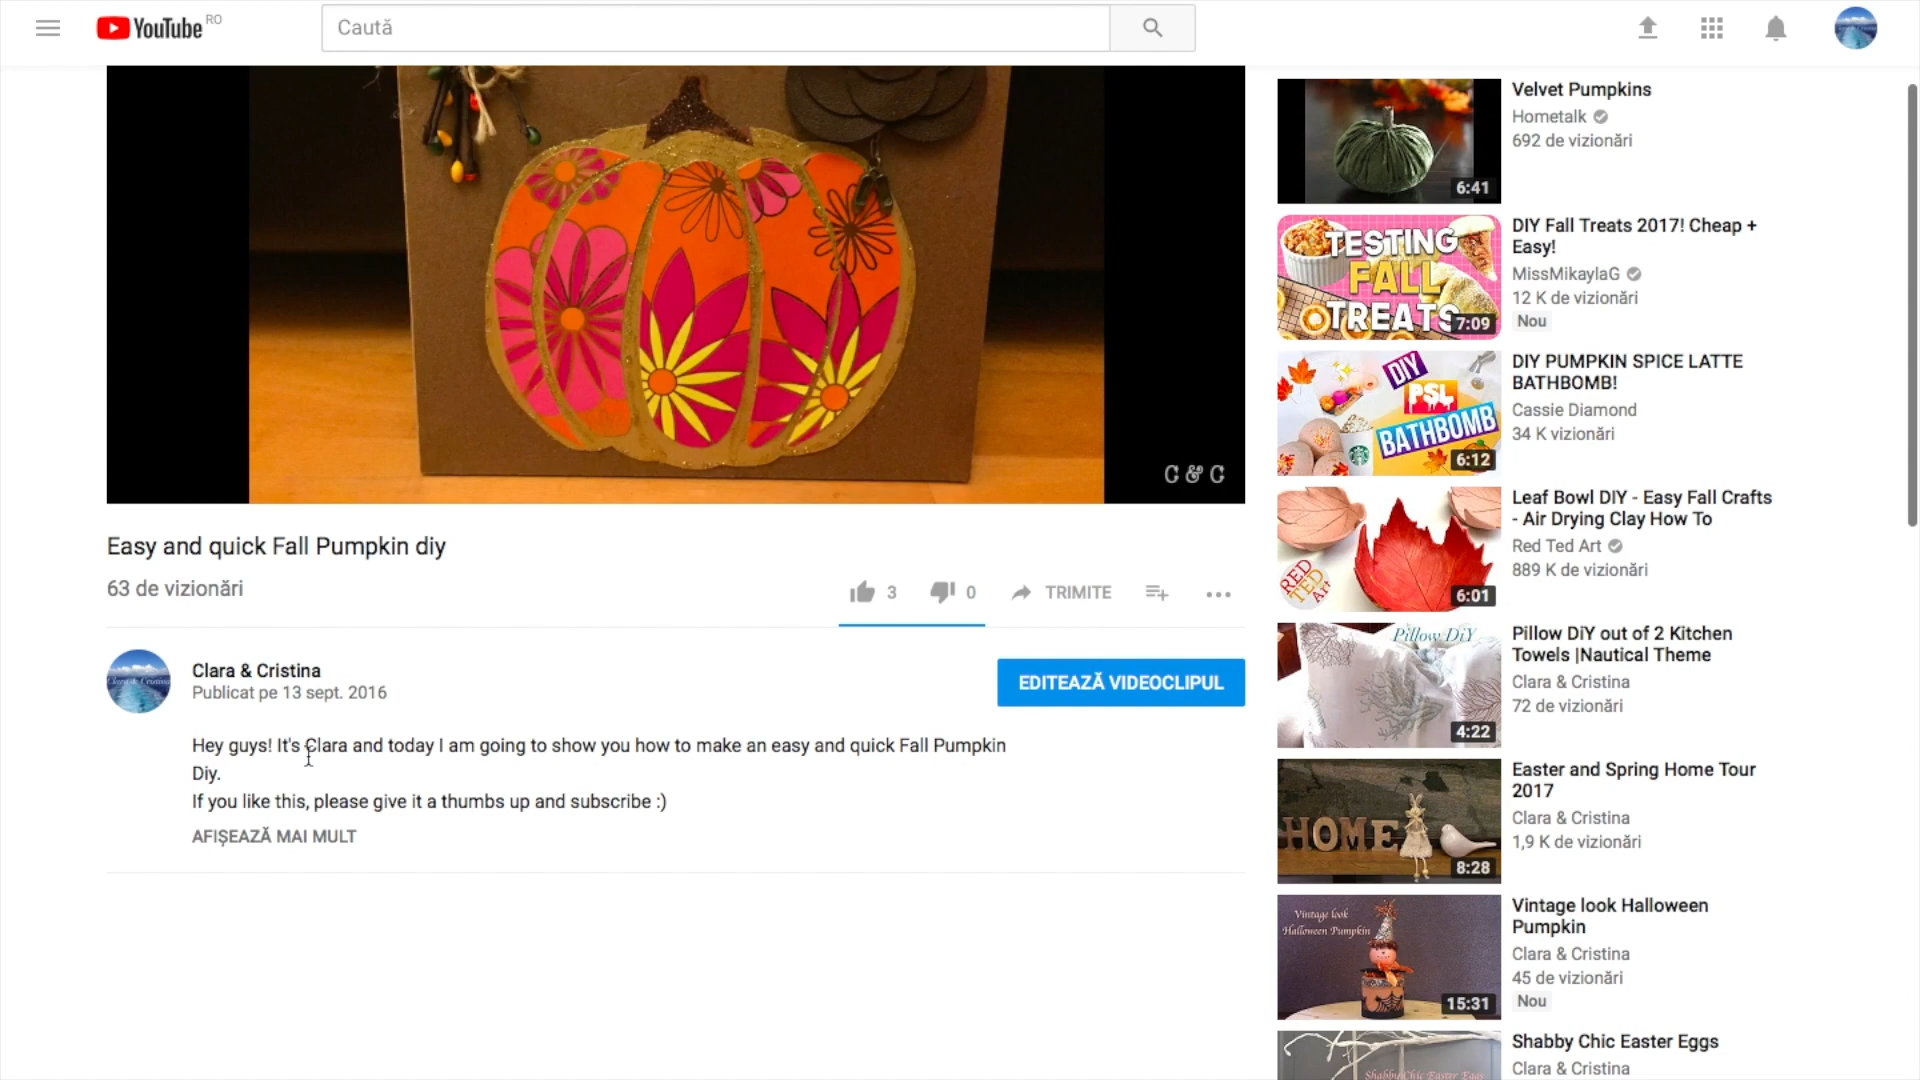 YouTube RO
Caută
C & C
Easy and quick Fall Pumpkin diy
63 de vizionări
3
0
TRIMITE
Clara & Cristina
Clara & Cristina
Publicat pe 13 sept. 2016
EDITEAZĂ VIDEOCLIPUL
Hey guys! It's Clara and today I am going to show you how to make an easy and quick Fall Pumpkin
Diy.
If you like this, please give it a thumbs up and subscribe :)
AFIȘEAZĂ MAI MULT
6:41
Velvet Pumpkins
Hometalk
692 de vizionări
TESTING
FALL
TREATS
7:09
DIY Fall Treats 2017! Cheap +
Easy!
MissMikaylaG
12 K de vizionări
Nou
DIY
PSL
BATHBOMB
6:12
DIY PUMPKIN SPICE LATTE
BATHBOMB!
Cassie Diamond
34 K vizionări
RED
TED
Art
6:01
Leaf Bowl DIY - Easy Fall Crafts
- Air Drying Clay How To
Red Ted Art
889 K de vizionări
Pillow DiY
4:22
Pillow DiY out of 2 Kitchen
Towels |Nautical Theme
Clara & Cristina
72 de vizionări
HOME
8:28
Easter and Spring Home Tour
2017
Clara & Cristina
1,9 K de vizionări
Vintage look
Halloween Pumpkin
15:31
Vintage look Halloween
Pumpkin
Clara & Cristina
45 de vizionări
Nou
Shabby Chic Easter Eggs
Shabby Chic Easter Eggs
Clara & Cristina